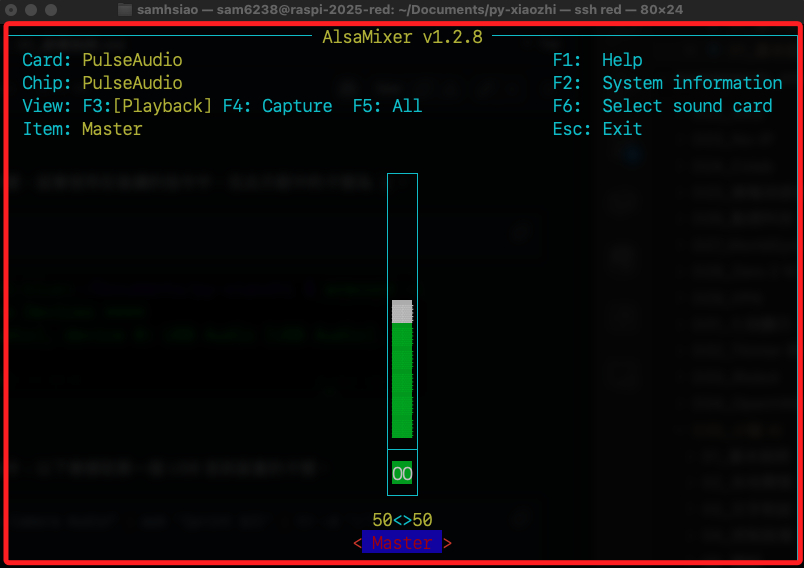 samhsiao — sam6238@raspi-2025-red: ~/Documents/py-xiaozhi — ssh red — 80×24
AlsaMixer v1.2.8
Card: PulseAudio F1: Help
Chip: PulseAudio F2: System information
View: F3:[Playback] F4: Capture F5: All F6: Select sound card
Item: Master Esc: Exit
OO
50<>50
< Master >